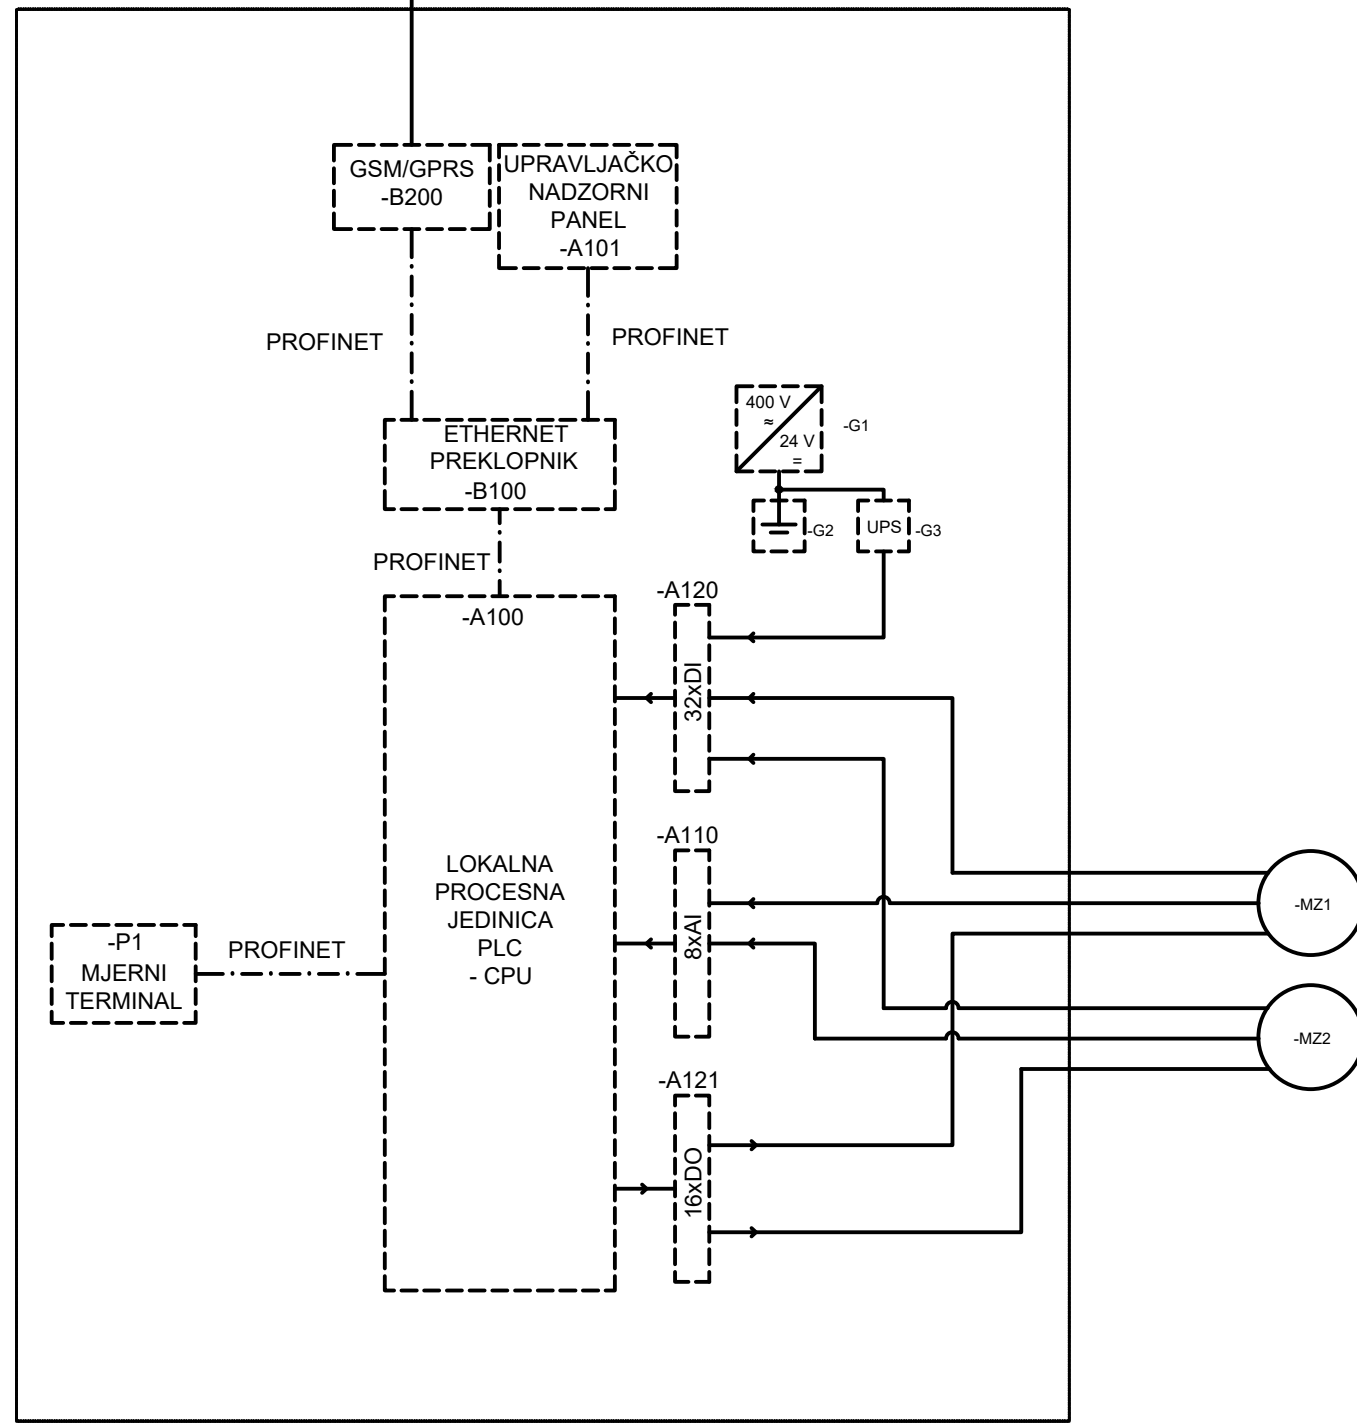 GSM/GPRS
-B200
UPRAVLJAČKO
NADZORNI
PANEL
-A101
PROFINET
PROFINET
ETHERNET
PREKLOPNIK
-B100
400 V
≈
24 V
=
-G1
-G2
UPS
-G3
PROFINET
-A100
-A120
32xDI
LOKALNA
PROCESNA
JEDINICA
PLC
- CPU
-A110
8xAI
-MZ1
-P1
MJERNI
TERMINAL
PROFINET
-MZ2
-A121
16xDO